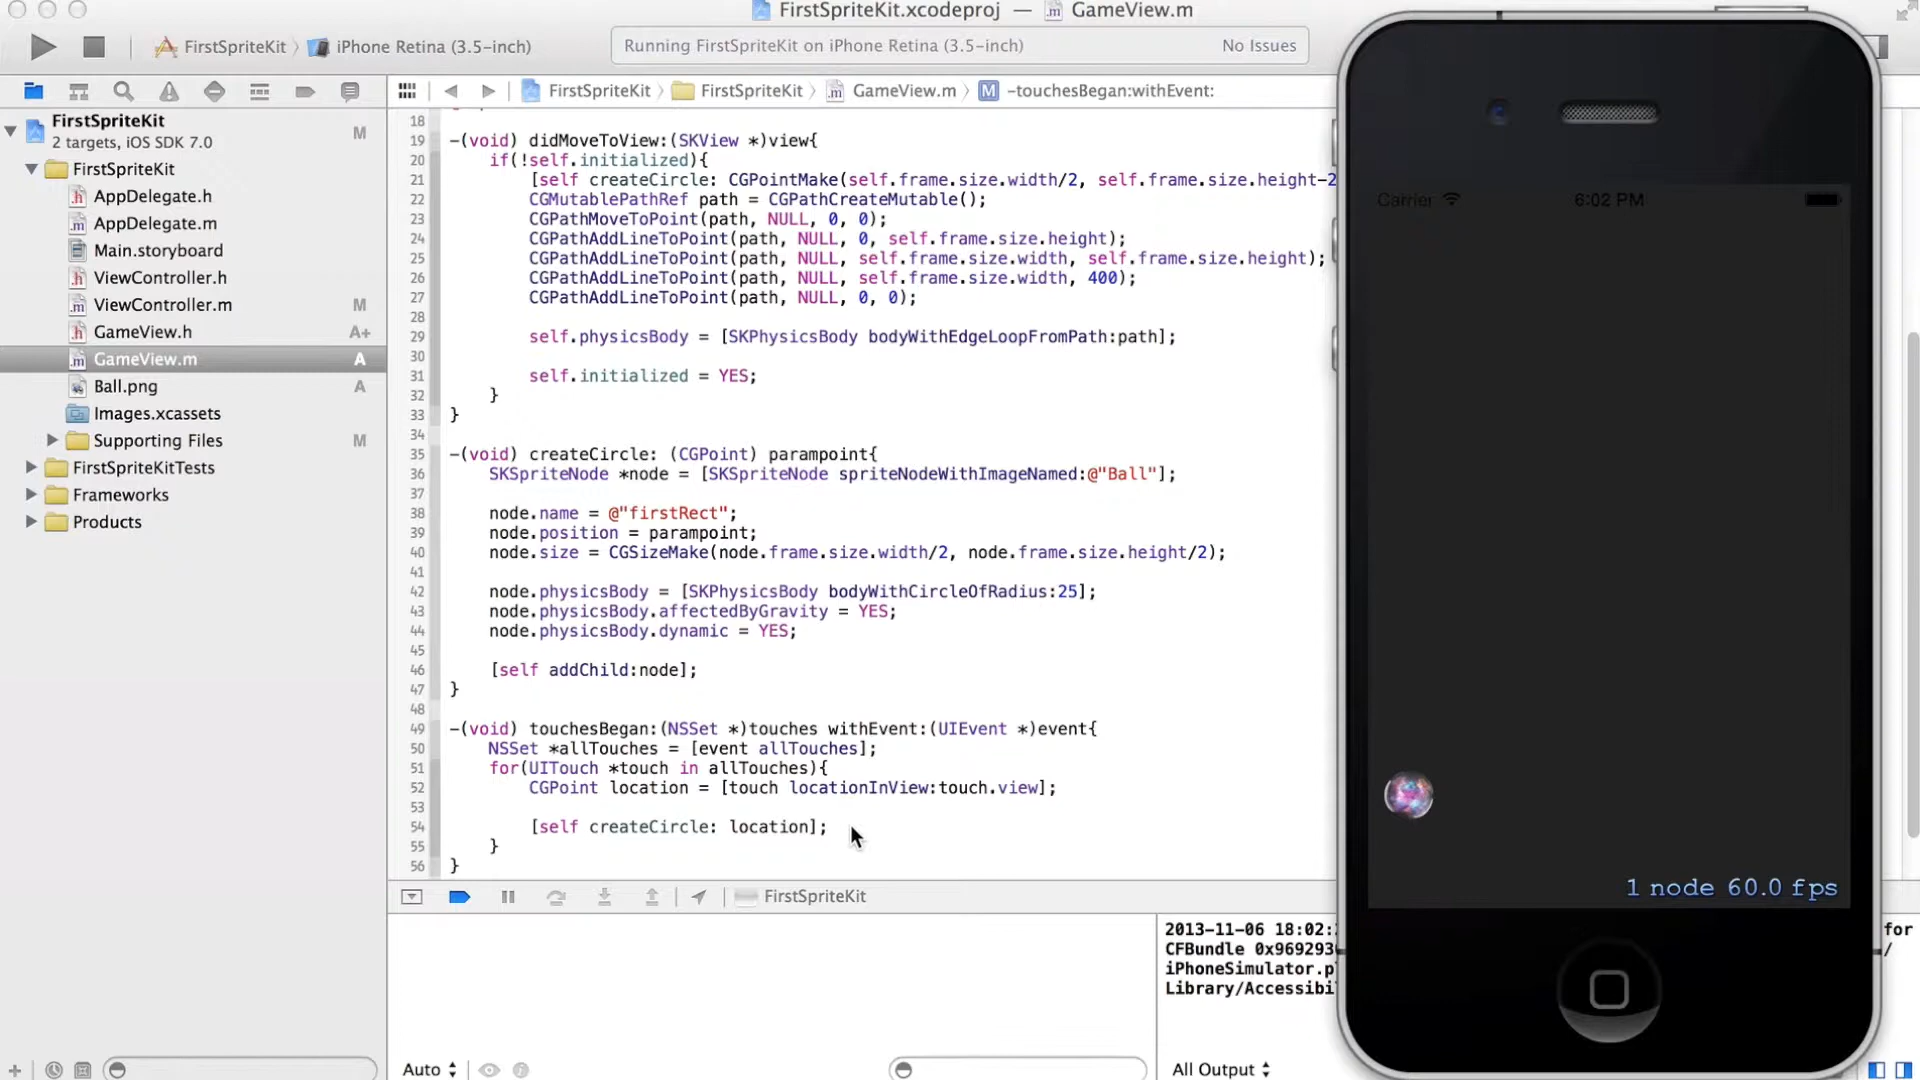 FirstSpriteKit.xcodeproj — GameView.m
FirstSpriteKit
iPhone Retina (3.5-inch)
Running FirstSpriteKit on iPhone Retina (3.5-inch)
No Issues
FirstSpriteKit
FirstSpriteKit
GameView.m
M
-touchesBegan:withEvent:
FirstSpriteKit
M
2 targets, iOS SDK 7.0
FirstSpriteKit
AppDelegate.h
AppDelegate.m
Main.storyboard
ViewController.h
ViewController.m
M
GameView.h
A+
GameView.m
A
Ball.png
A
Images.xcassets
Supporting Files
M
FirstSpriteKitTests
Frameworks
Products
18
19 -(void) didMoveToView:(SKView *)view{
20 if(!self.initialized){
21 [self createCircle: CGPointMake(self.frame.size.width/2, self.frame.size.height-2
22 CGMutablePathRef path = CGPathCreateMutable();
23 CGPathMoveToPoint(path, NULL, 0, 0);
24 CGPathAddLineToPoint(path, NULL, 0, self.frame.size.height);
25 CGPathAddLineToPoint(path, NULL, self.frame.size.width, self.frame.size.height);
26 CGPathAddLineToPoint(path, NULL, self.frame.size.width, 400);
27 CGPathAddLineToPoint(path, NULL, 0, 0);
28
29 self.physicsBody = [SKPhysicsBody bodyWithEdgeLoopFromPath:path];
30
31 self.initialized = YES;
32 }
33 }
34
35 -(void) createCircle: (CGPoint) parampoint{
36 SKSpriteNode *node = [SKSpriteNode spriteNodeWithImageNamed:@"Ball"];
37
38 node.name = @"firstRect";
39 node.position = parampoint;
40 node.size = CGSizeMake(node.frame.size.width/2, node.frame.size.height/2);
41
42 node.physicsBody = [SKPhysicsBody bodyWithCircleOfRadius:25];
43 node.physicsBody.affectedByGravity = YES;
44 node.physicsBody.dynamic = YES;
45
46 [self addChild:node];
47 }
48
49 -(void) touchesBegan:(NSSet *)touches withEvent:(UIEvent *)event{
50 NSSet *allTouches = [event allTouches];
51 for(UITouch *touch in allTouches){
52 CGPoint location = [touch locationInView:touch.view];
53
54 [self createCircle: location];
55 }
56 }
FirstSpriteKit
2013-11-06 18:02:
CFBundle 0x969293
iPhoneSimulator.p
Library/Accessibi
for
/
Auto
All Output
Carrier
6:02 PM
1 node 60.0 fps